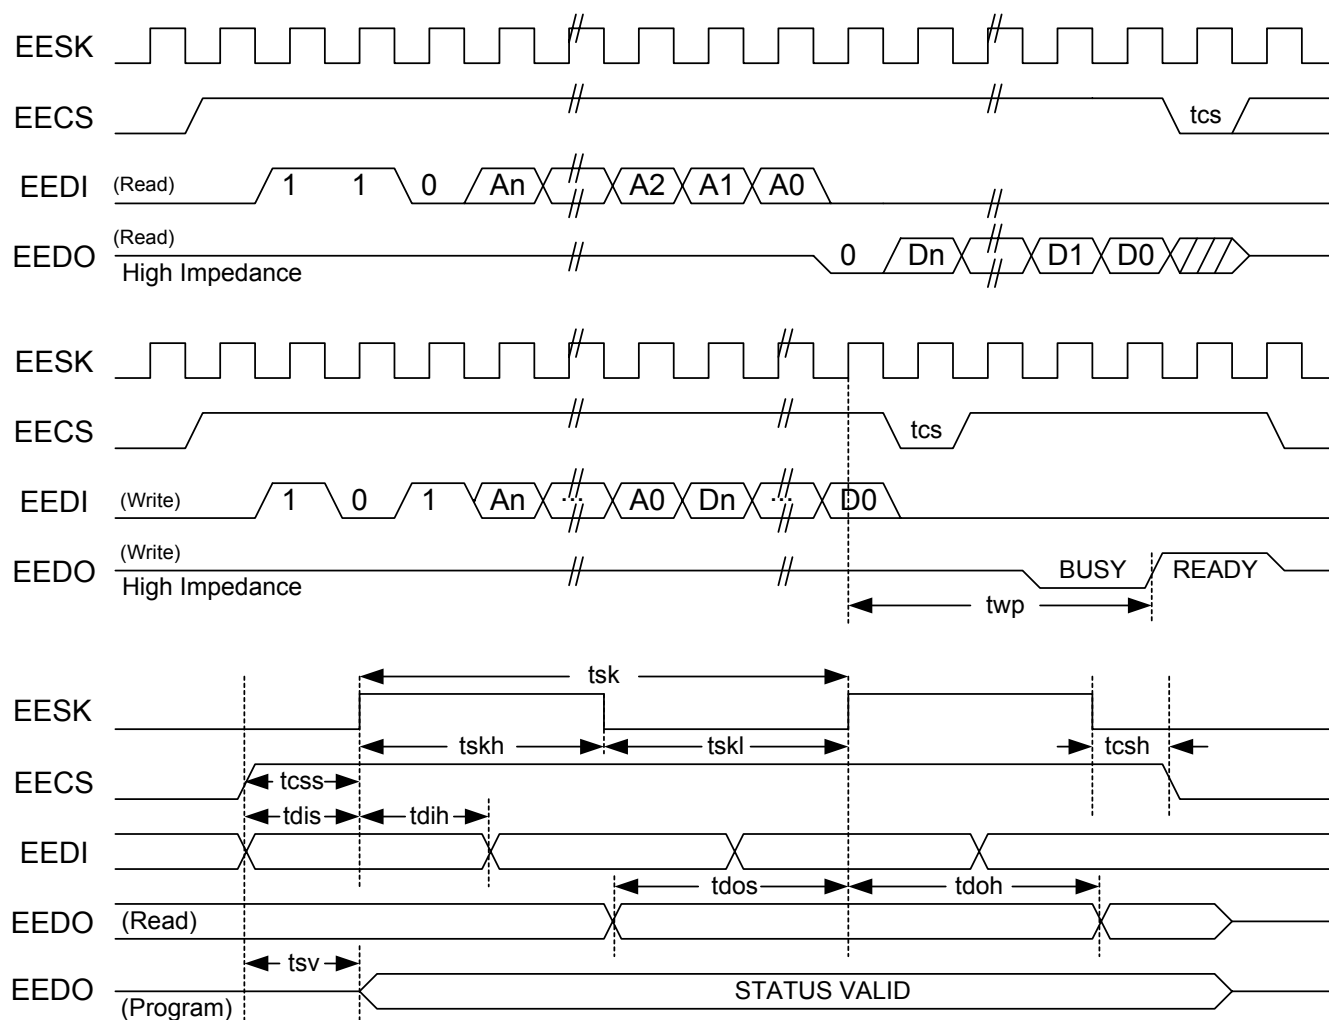 EESK
EECS tcs
EEDI (Read) 1 1 0 An A2 A1 A0
EEDO (Read) High Impedance 0 Dn D1 D0
EESK
EECS tcs
EEDI (Write) 1 0 1 An ... A0 Dn ... D0
EEDO (Write) High Impedance BUSY READY
twp
tsk
EESK
tskh tskl tcsh
EECS tcss
tdis tdih
EEDI
tdos tdoh
EEDO (Read)
tsv
EEDO (Program) STATUS VALID